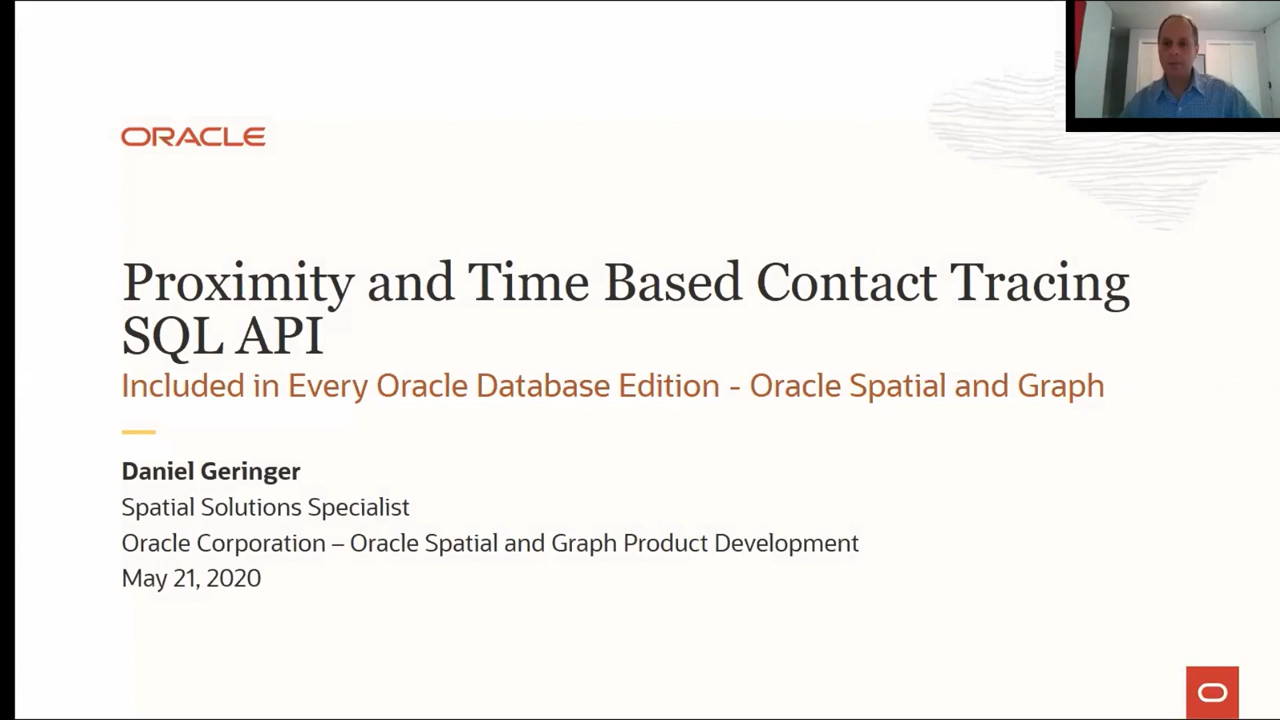 ORACLE
Proximity and Time Based Contact Tracing
SQL API
Included in Every Oracle Database Edition - Oracle Spatial and Graph
Daniel Geringer
Spatial Solutions Specialist
Oracle Corporation – Oracle Spatial and Graph Product Development
May 21, 2020